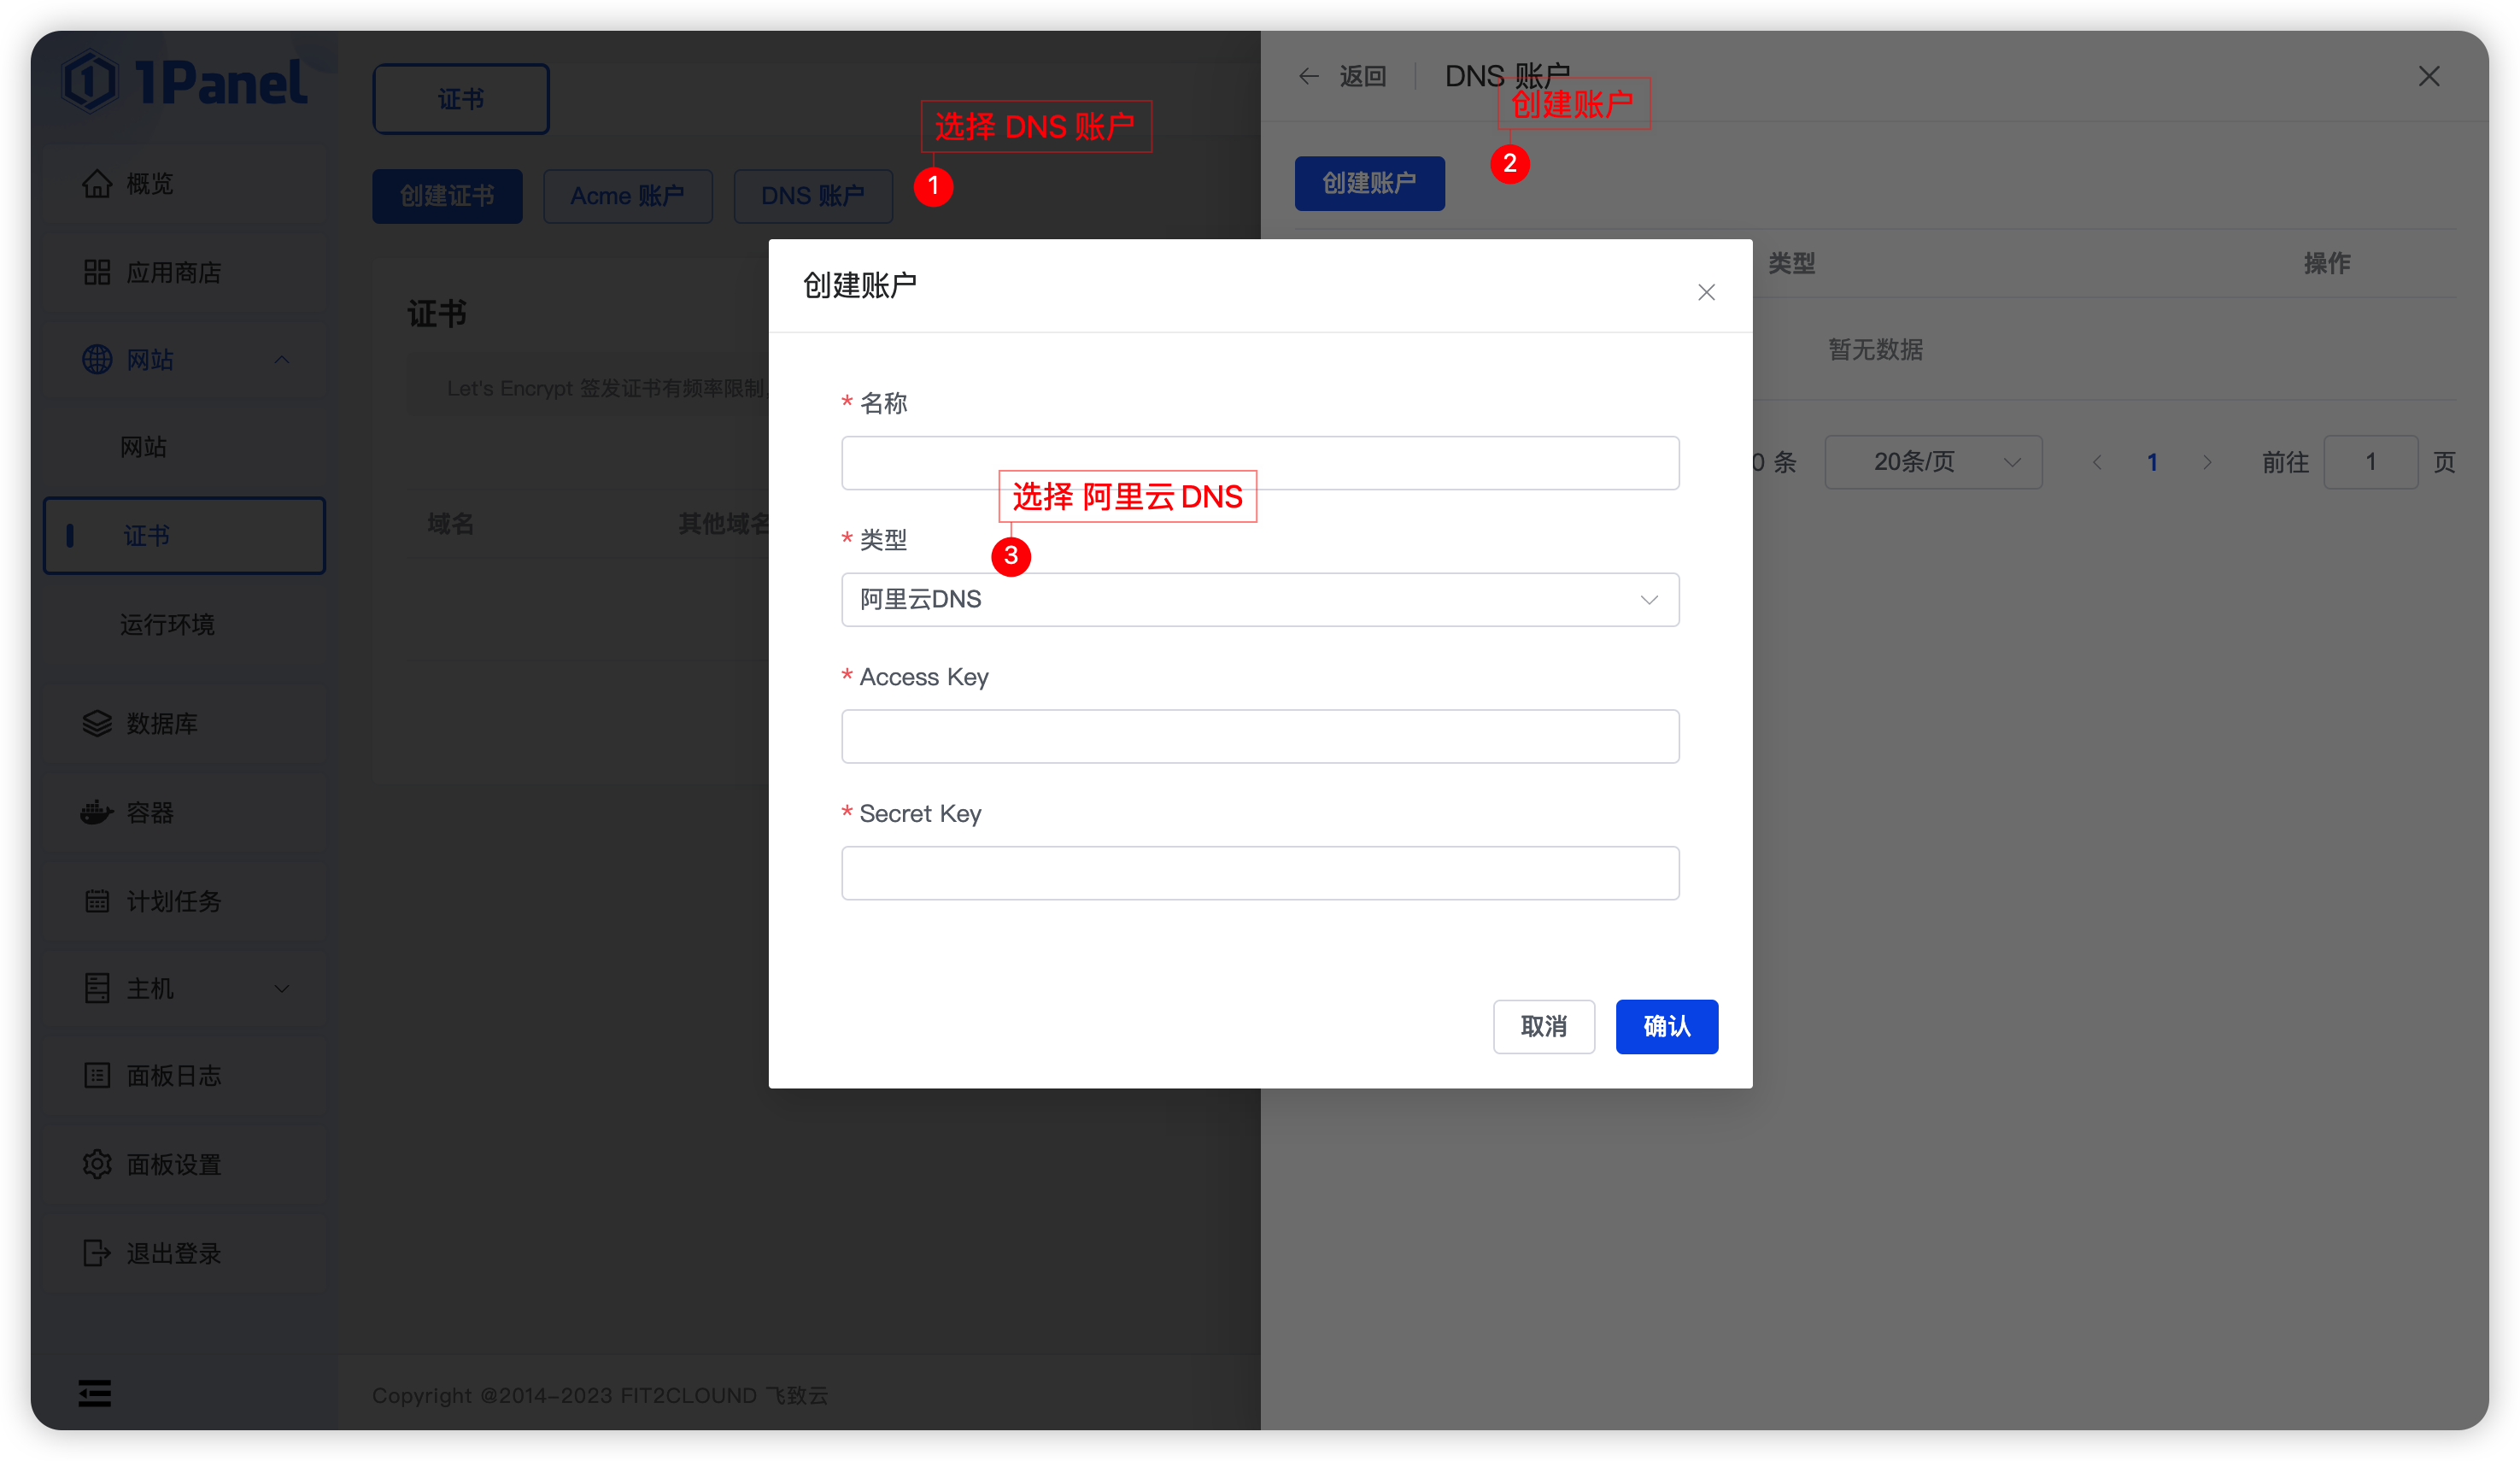 1Panel
概览
应用商店
网站
网站
证书
运行环境
数据库
容器
计划任务
主机
面板日志
面板设置
退出登录
证书
选择 DNS 账户
1
创建证书
Acme 账户
DNS 账户
证书
Let's Encrypt 签发证书有频率限制
域名
其他域名
Copyright @2014-2023 FIT2CLOUND 飞致云
返回
DNS 账户
创建账户
2
创建账户
类型
操作
暂无数据
0 条
20条/页
1
前往
1
页
创建账户
* 名称
选择 阿里云 DNS
3
* 类型
阿里云DNS
* Access Key
* Secret Key
取消
确认